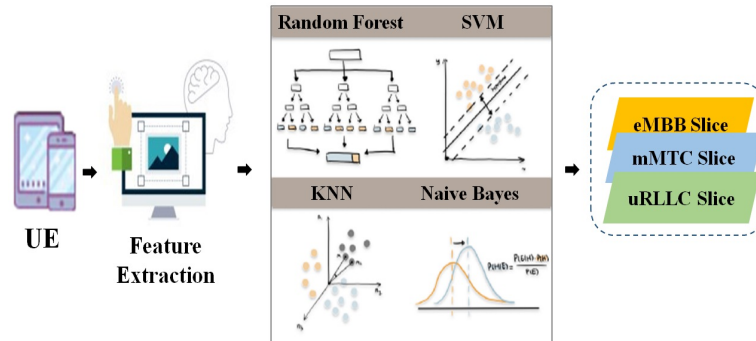 Random Forest
SVM
eMBB Slice
mMTC Slice
uRLLC Slice
KNN
Naive Bayes
UE
Feature
Extraction